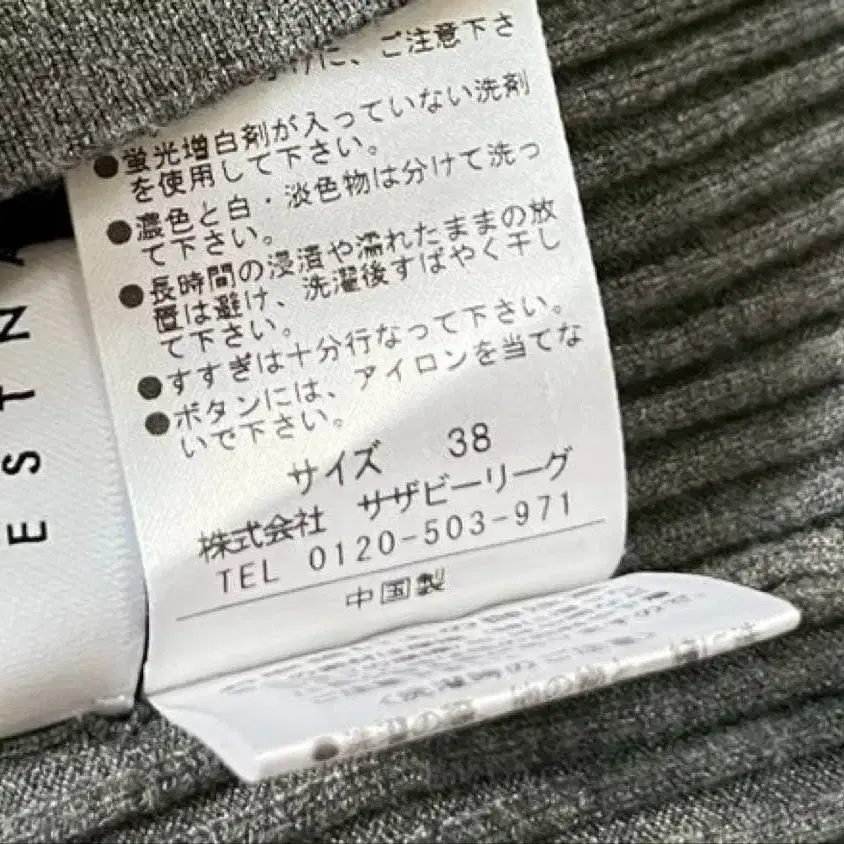 に、ご注意下さ
●蛍光増白剤が入っていない洗剤
を使用して下さい。
●濃色と白・淡色物は分けて洗っ
て下さい。
●長時間の浸漬や濡れたままの放
置は避け、洗濯後すばやく干し
て下さい。
●すすぎは十分行なって下さい。
●ボタンには、アイロンを当てな
いで下さい。
サイズ 38
株式会社 サザビーリーグ
TEL 0120-503-971
中国製
ESTN